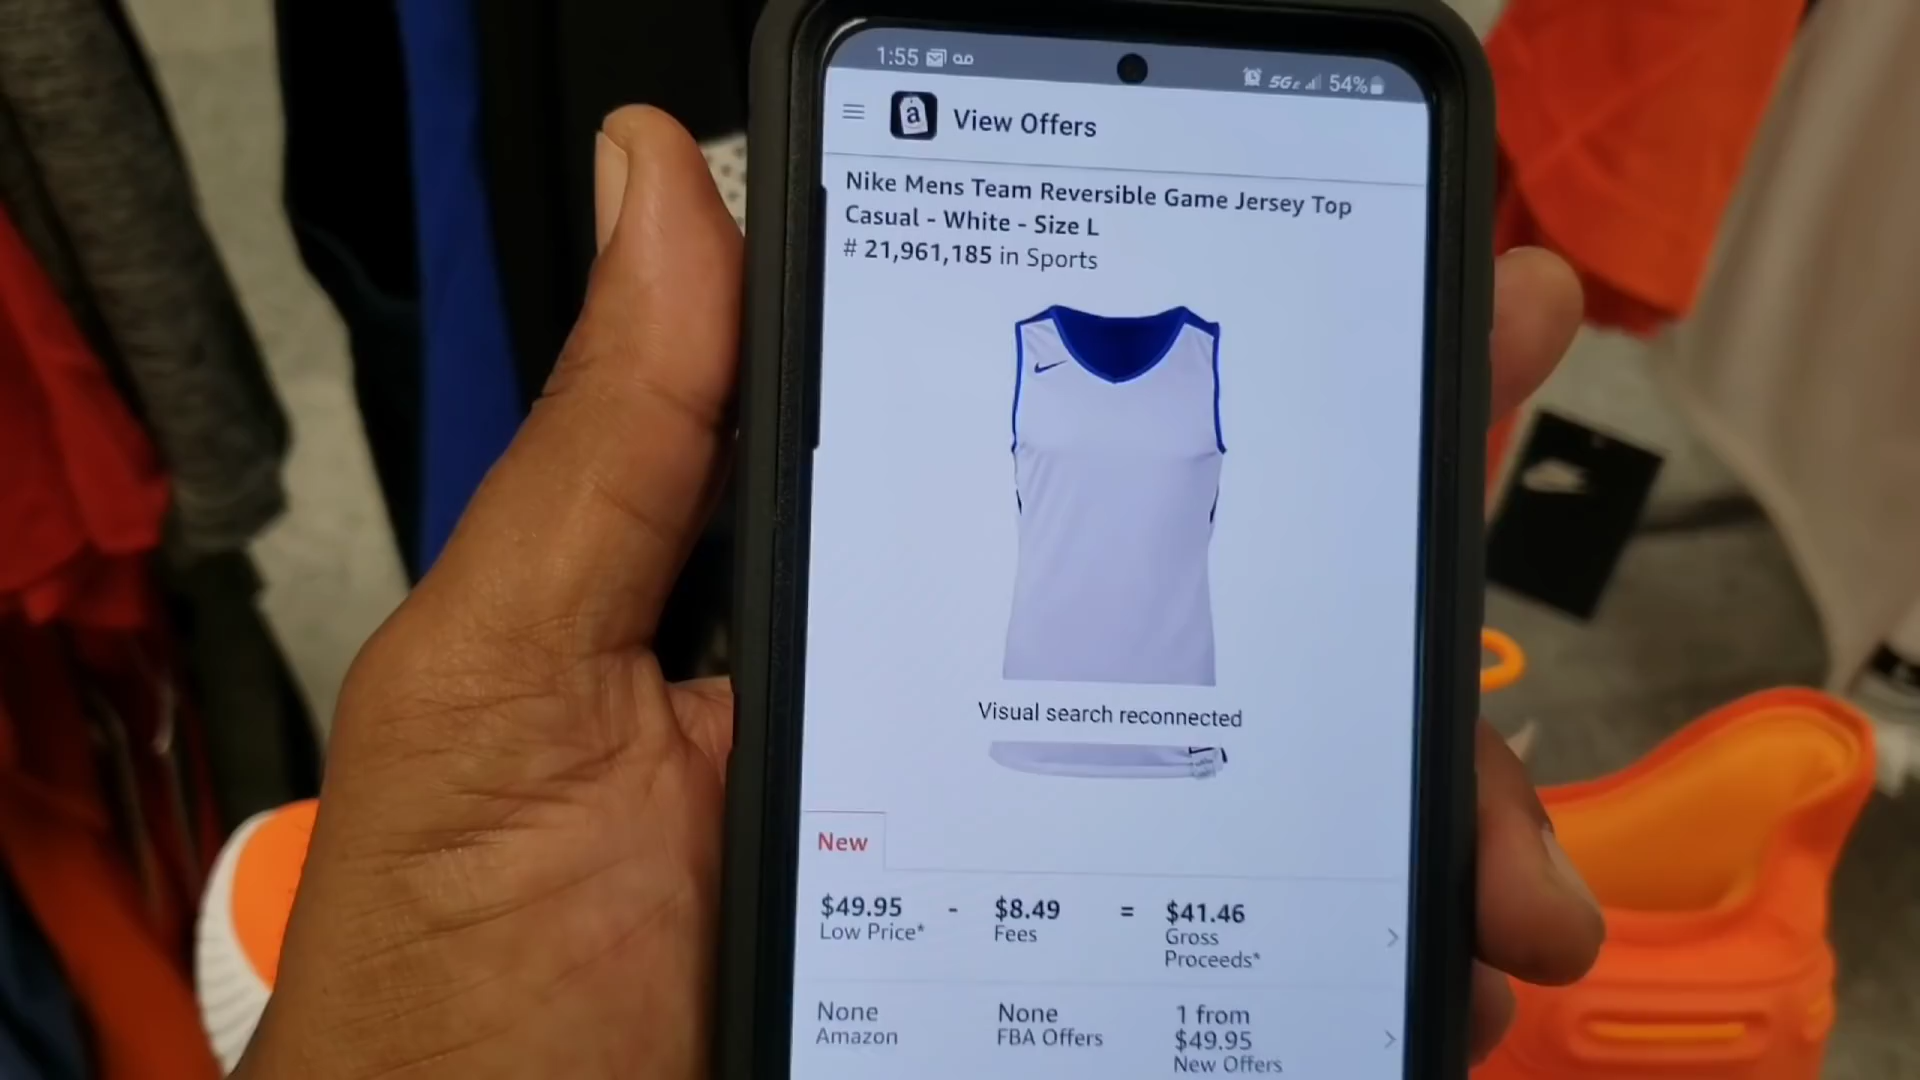 1:55
5GE 54%
a View Offers
Nike Mens Team Reversible Game Jersey Top
Casual - White - Size L
# 21,961,185 in Sports
Visual search reconnected
New
$49.95 - $8.49 = $41.46
Low Price* Fees Gross
Proceeds*
None None 1 from
Amazon FBA Offers $49.95
New Offers